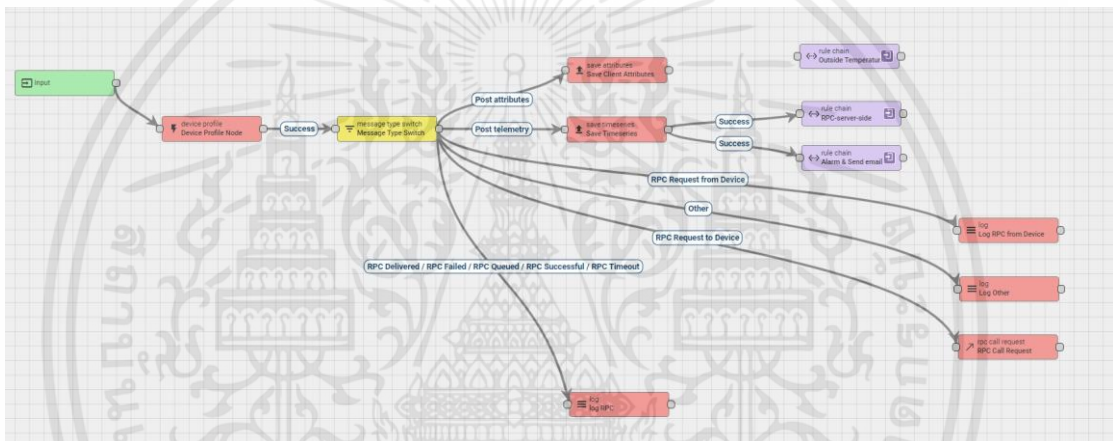 input
device profile
Device Profile Node
Success
message type switch
Message Type Switch
Post attributes
Post telemetry
save attributes
Save Client Attributes
save timeseries
Save Timeseries
Success
Success
rule chain
Outside Temperatur
rule chain
RPC-server-side
rule chain
Alarm & Send email
RPC Request from Device
Other
RPC Request to Device
RPC Delivered / RPC Failed / RPC Queued / RPC Successful / RPC Timeout
log
Log RPC from Device
log
Log Other
rpc call request
RPC Call Request
log
log RPC